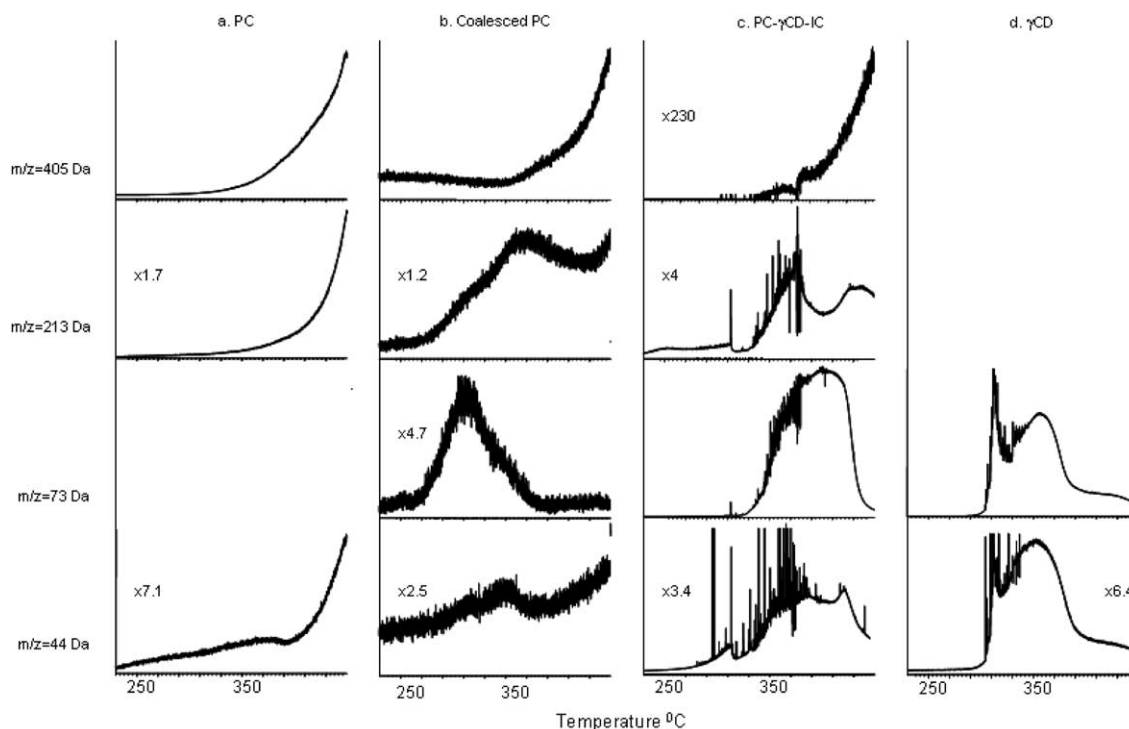 a. PC b. Coalesced PC c. PC-γCD-IC d. γCD
m/z=405 Da x230
m/z=213 Da x1.7 x1.2 x4
m/z=73 Da x4.7
m/z=44 Da x7.1 x2.5 x3.4 x6.4
250 350 250 350 250 350 250 350
Temperature ⁰C